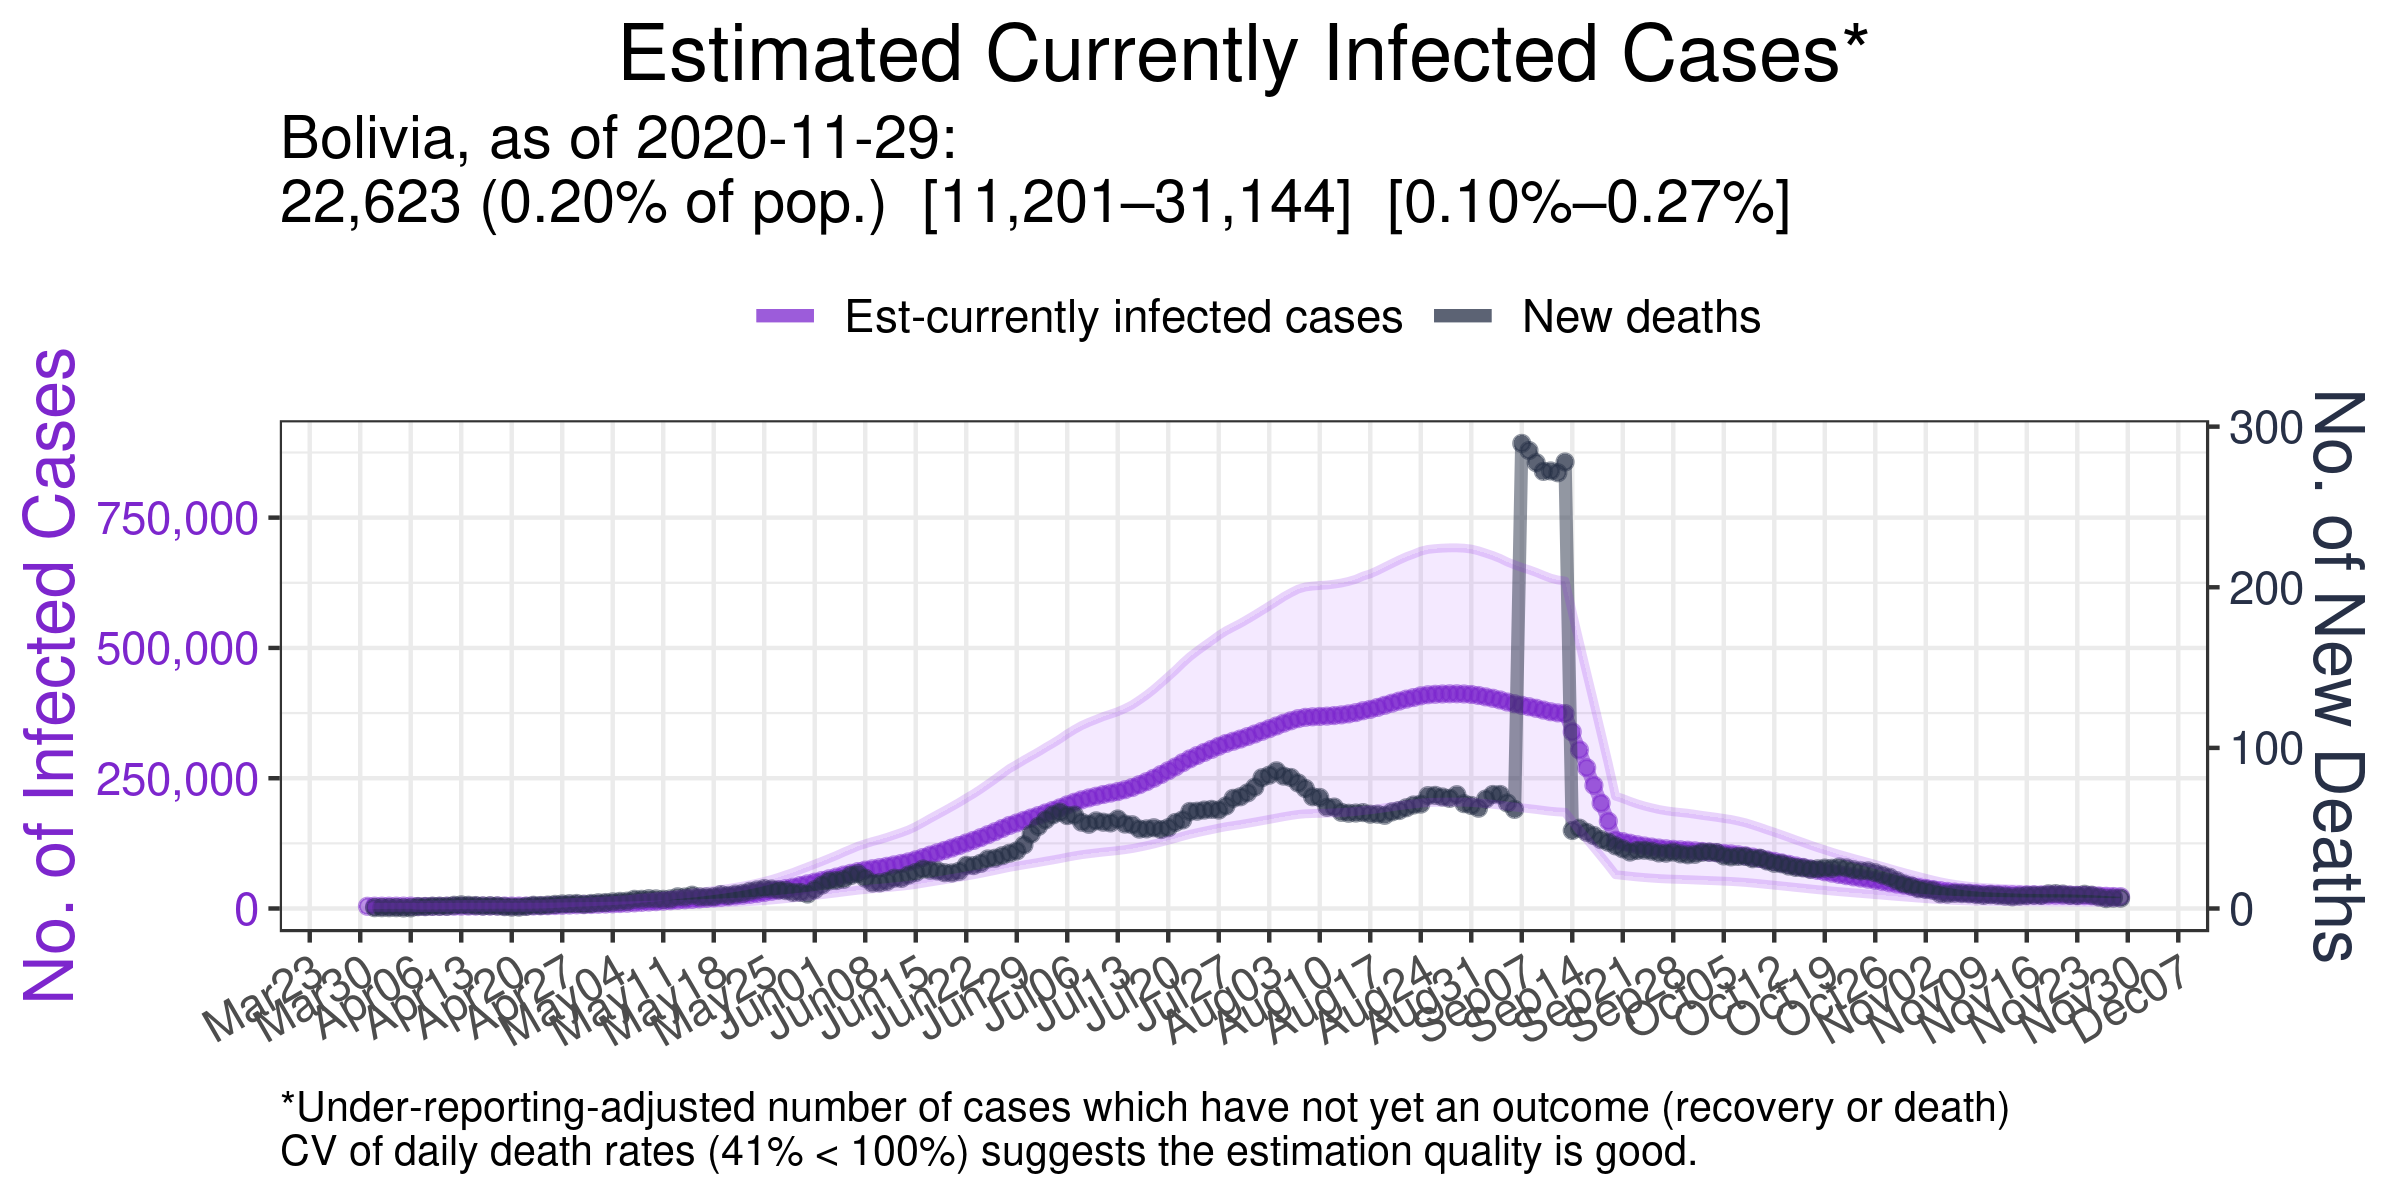 Estimated Currently Infected Cases*
Bolivia, as of 2020-11-29:
22,623 (0.20% of pop.) [11,201–31,144] [0.10%–0.27%]
Est-currently infected cases
New deaths
No. of Infected Cases
750,000
500,000
250,000
0
300
200
100
0
No. of New Deaths
Mar23
Mar30
Apr06
Apr13
Apr20
Apr27
May04
May11
May18
May25
Jun01
Jun08
Jun15
Jun22
Jun29
Jul06
Jul13
Jul20
Jul27
Aug03
Aug10
Aug17
Aug24
Aug31
Sep07
Sep14
Sep21
Sep28
Oct05
Oct12
Oct19
Oct26
Nov02
Nov09
Nov16
Nov23
Nov30
Dec07
*Under-reporting-adjusted number of cases which have not yet an outcome (recovery or death)
CV of daily death rates (41% < 100%) suggests the estimation quality is good.